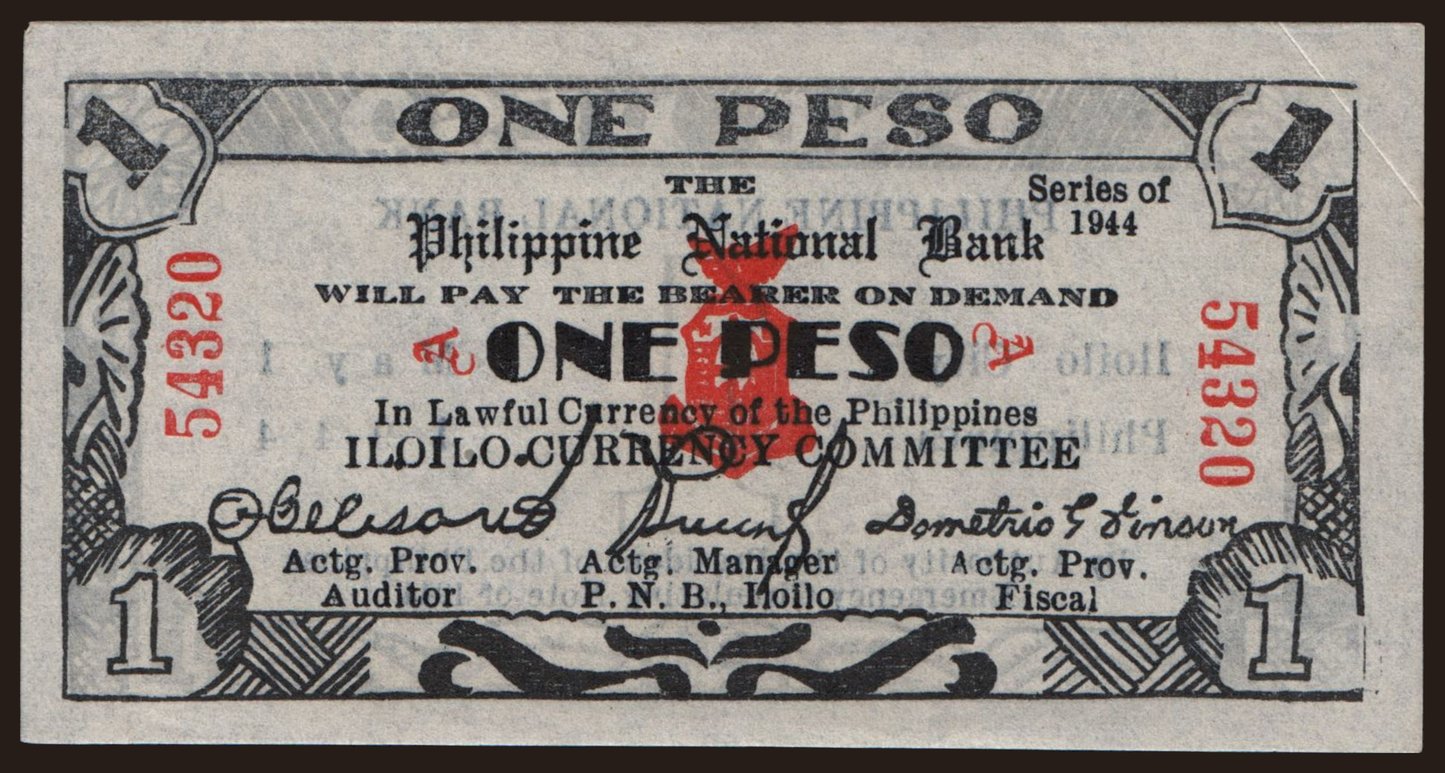 1 ONE PESO 1
THE
Series of
1944
Philippine National Bank
WILL PAY THE BEARER ON DEMAND
54320
A C ONE PESO A C
54320
In Lawful Currency of the Philippines
ILOILO CURRENCY COMMITTEE
Demetrio G Vinson
Actg. Prov.
Auditor
Actg. Manager
P. N. B., Iloilo
Actg. Prov.
Fiscal
1 1